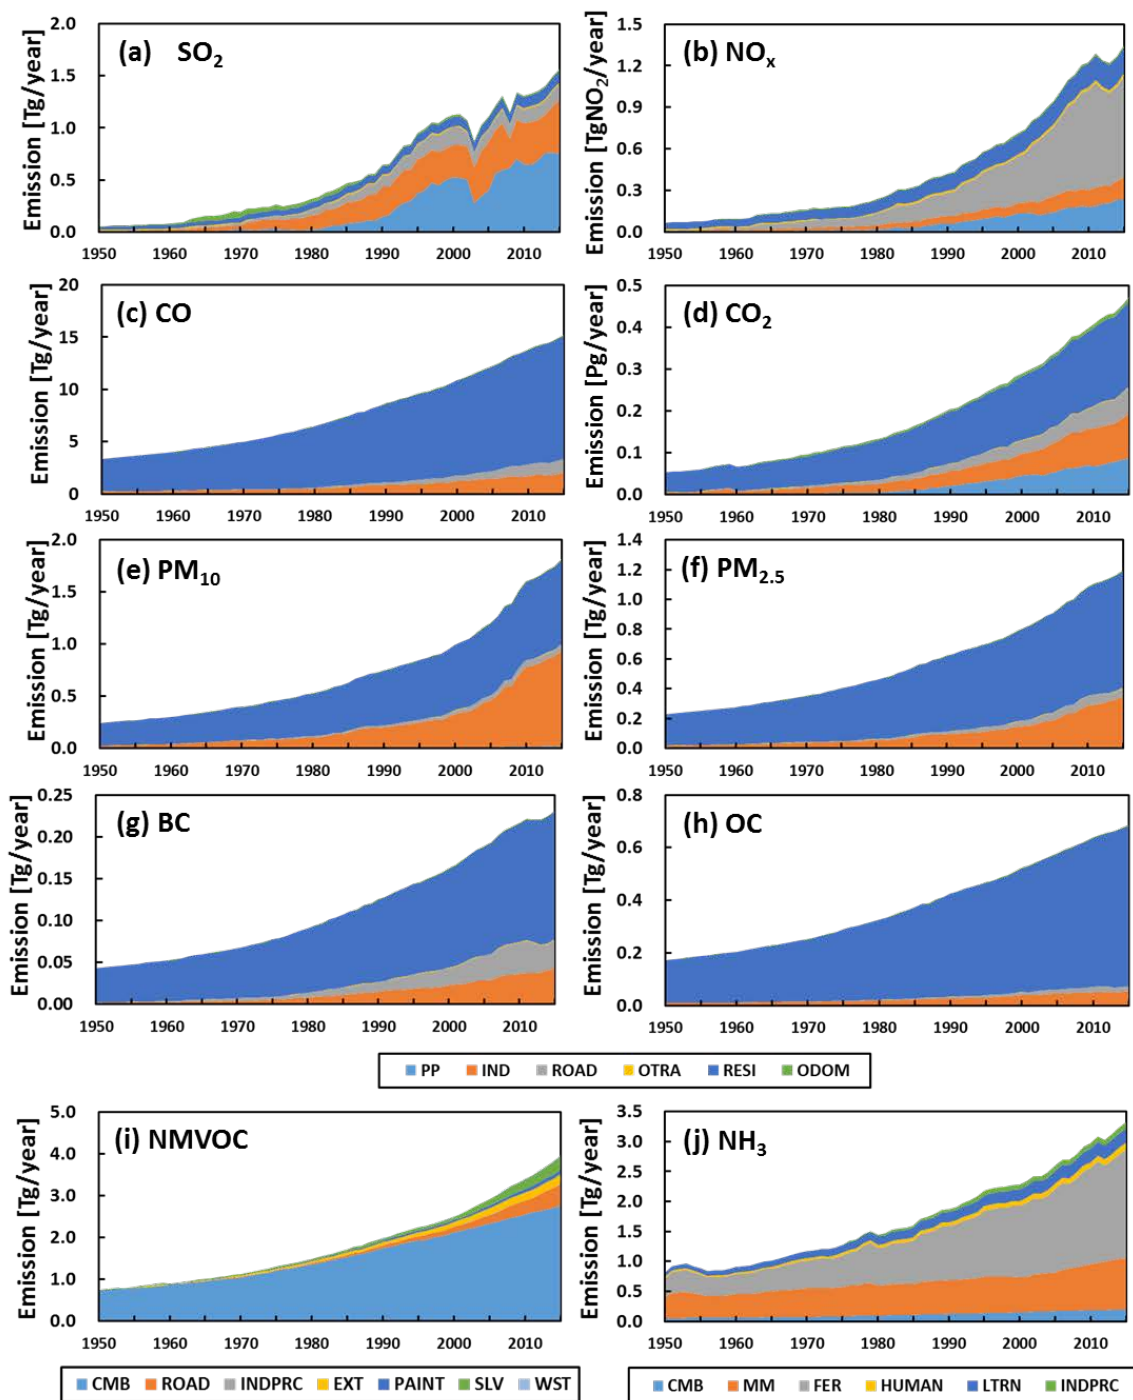 (a) SO2
Emission [Tg/year]
2.0
1.5
1.0
0.5
0.0
1950 1960 1970 1980 1990 2000 2010
(b) NOx
Emission [TgNO2/year]
1.5
1.2
0.9
0.6
0.3
0.0
1950 1960 1970 1980 1990 2000 2010
(c) CO
Emission [Tg/year]
20
15
10
5
0
1950 1960 1970 1980 1990 2000 2010
(d) CO2
Emission [Pg/year]
0.5
0.4
0.3
0.2
0.1
0.0
1950 1960 1970 1980 1990 2000 2010
(e) PM10
Emission [Tg/year]
2.0
1.5
1.0
0.5
0.0
1950 1960 1970 1980 1990 2000 2010
(f) PM2.5
Emission [Tg/year]
1.4
1.2
1.0
0.8
0.6
0.4
0.2
0.0
1950 1960 1970 1980 1990 2000 2010
(g) BC
Emission [Tg/year]
0.25
0.20
0.15
0.10
0.05
0.00
1950 1960 1970 1980 1990 2000 2010
(h) OC
Emission [Tg/year]
0.8
0.6
0.4
0.2
0.0
1950 1960 1970 1980 1990 2000 2010
PP IND ROAD OTRA RESI ODOM
(i) NMVOC
Emission [Tg/year]
5.0
4.0
3.0
2.0
1.0
0.0
1950 1960 1970 1980 1990 2000 2010
CMB ROAD INDPRC EXT PAINT SLV WST
(j) NH3
Emission [Tg/year]
3.5
3.0
2.5
2.0
1.5
1.0
0.5
0.0
1950 1960 1970 1980 1990 2000 2010
CMB MM FER HUMAN LTRN INDPRC